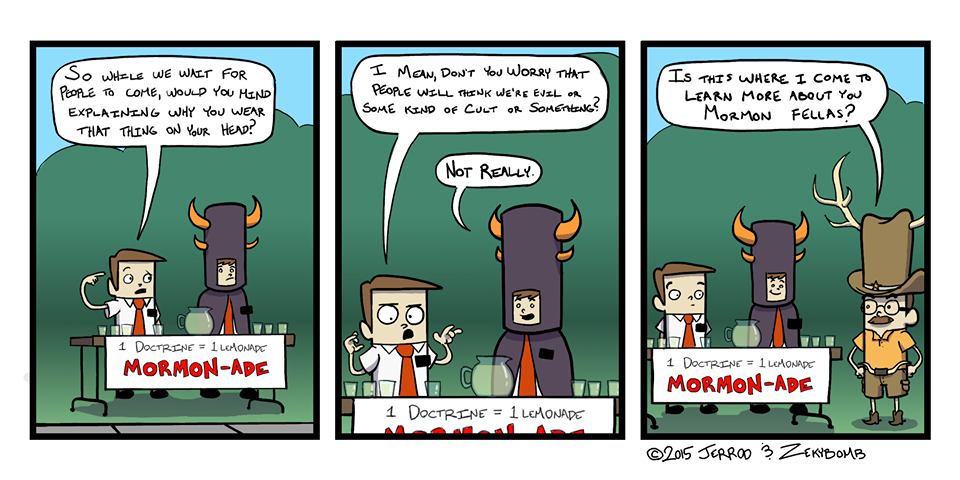 So while we wait for
people to come, would you mind
explaining why you wear
that thing on your head?
1 Doctrine = 1 Lemonade
MORMON-ADE
I mean, don't you worry that
people will think we're evil or
some kind of cult or something?
Not really.
1 Doctrine = 1 Lemonade
MORMON-ADE
Is this where I come to
learn more about you
Mormon fellas?
1 Doctrine = 1 Lemonade
MORMON-ADE
©2015 JERROD & ZEKYBOMB